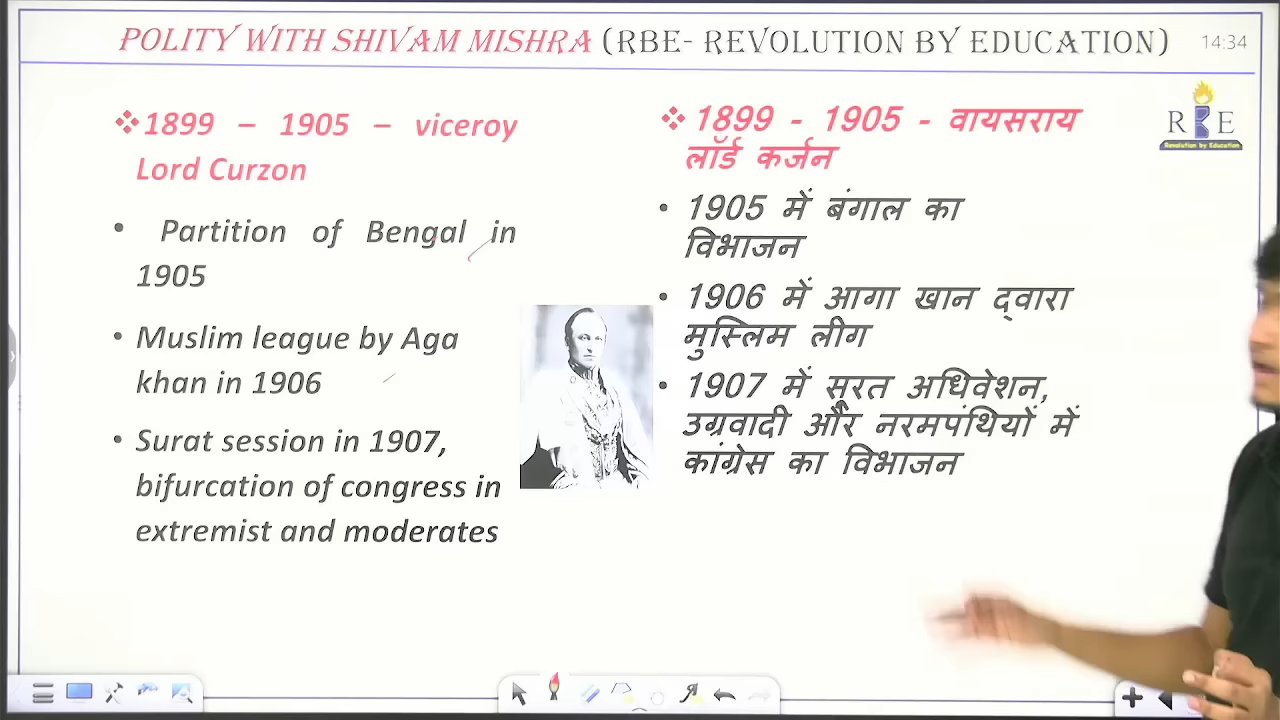 POLITY WITH SHIVAM MISHRA (RBE- REVOLUTION BY EDUCATION) 14:34
❖1899 – 1905 – viceroy
Lord Curzon
• Partition of Bengal in
1905
• Muslim league by Aga
khan in 1906
• Surat session in 1907,
bifurcation of congress in
extremist and moderates
❖ 1899 - 1905 - वायसराय
लॉर्ड कर्जन
• 1905 में बंगाल का
विभाजन
• 1906 में आगा खान द्वारा
मुस्लिम लीग
• 1907 में सूरत अधिवेशन,
उग्रवादी और नरमपंथियों में
कांग्रेस का विभाजन
RBE
Revolution by Education